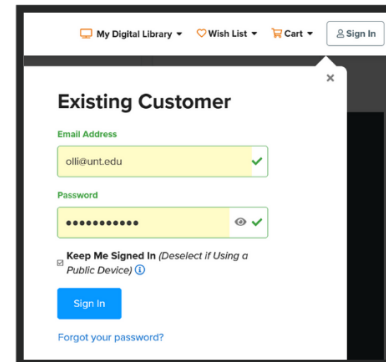 My Digital Library Wish List Cart Sign In
Existing Customer
Email Address
olli@unt.edu
Password
Keep Me Signed In (Deselect if Using a
Public Device)
Sign In
Forgot your password?